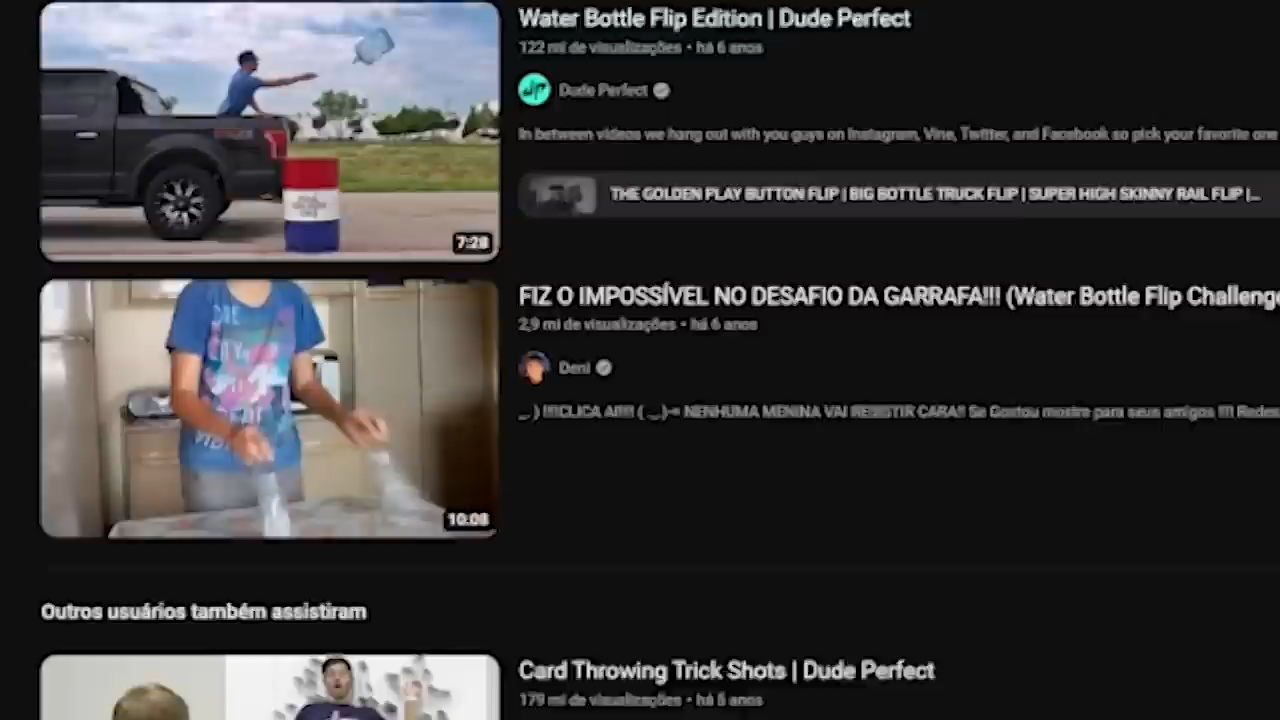 Water Bottle Flip Edition | Dude Perfect
122 mi de visualizações • há 6 anos
Dude Perfect
In between videos we hang out with you guys on Instagram, Vine, Twitter, and Facebook so pick your favorite one
THE GOLDEN PLAY BUTTON FLIP | BIG BOTTLE TRUCK FLIP | SUPER HIGH SKINNY RAIL FLIP |...
7:28
FIZ O IMPOSSÍVEL NO DESAFIO DA GARRAFA!!! (Water Bottle Flip Challenge
2,9 mi de visualizações • há 6 anos
Deni
!!!!CLICA AI!!!! NENHUMA MENINA VAI RESISTIR CARA!! Se Gostou mostre para seus amigos !!!!
10:08
Outros usuários também assistiram
Card Throwing Trick Shots | Dude Perfect
179 mi de visualizações • há 5 anos